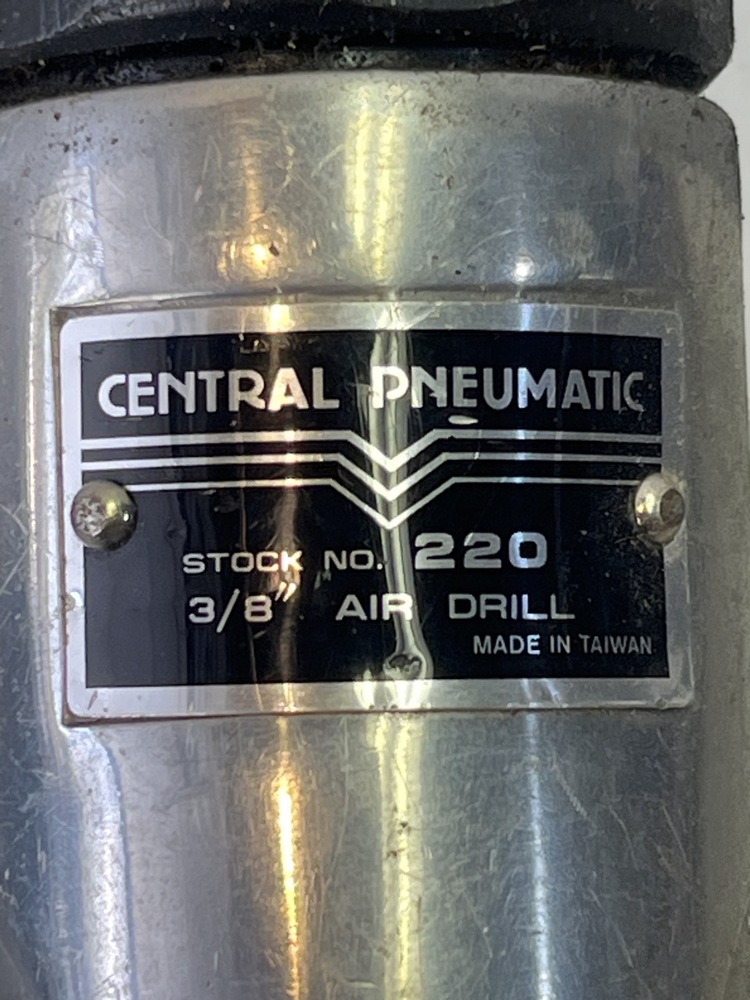 CENTRAL PNEUMATIC
STOCK NO. 220
3/8" AIR DRILL
MADE IN TAIWAN